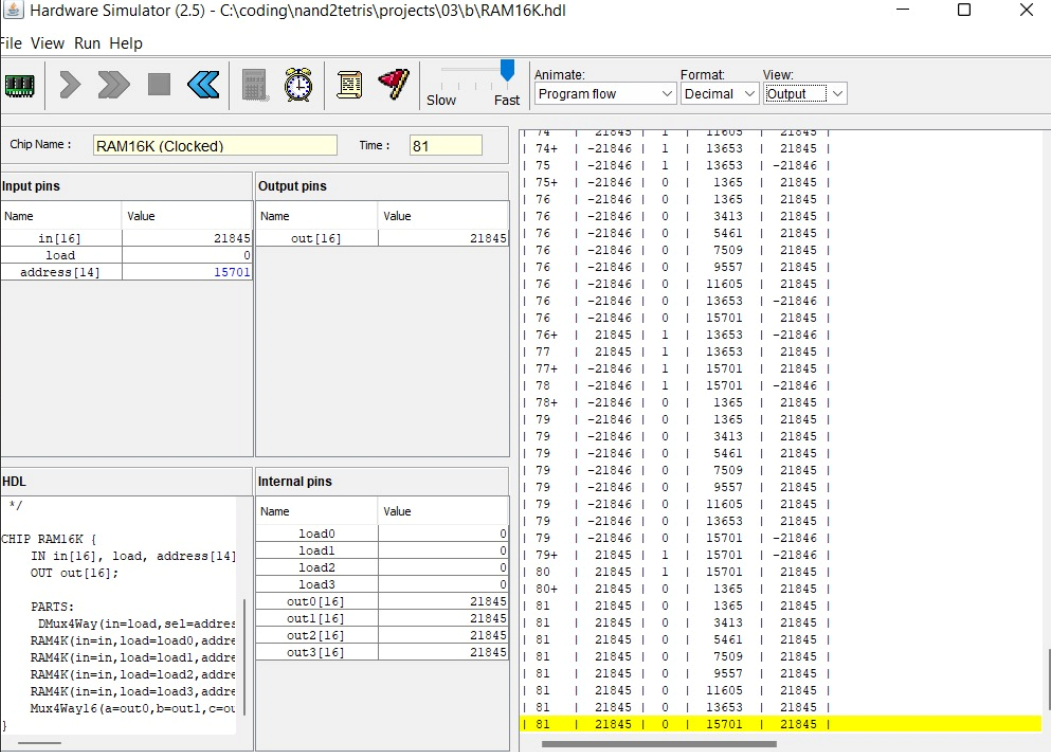 Hardware Simulator (2.5) - C:\coding\nand2tetris\projects\03\b\RAM16K.hdl
File View Run Help
Slow Fast
Animate: Format: View:
Program flow Decimal Output
Chip Name : RAM16K (Clocked) Time : 81
Input pins
Name Value
in[16] 21845
load 0
address[14] 15701
Output pins
Name Value
out[16] 21845
HDL
*/
CHIP RAM16K {
IN in[16], load, address[14]
OUT out[16];
PARTS:
DMux4Way(in=load,sel=addres
RAM4K(in=in,load=load0,addre
RAM4K(in=in,load=load1,addre
RAM4K(in=in,load=load2,addre
RAM4K(in=in,load=load3,addre
Mux4Way16(a=out0,b=out1,c=ou
}
Internal pins
Name Value
load0 0
load1 0
load2 0
load3 0
out0[16] 21845
out1[16] 21845
out2[16] 21845
out3[16] 21845
| 74 | 21845 | 1 | 11605 | 21845 |
| 74+ | -21846 | 1 | 13653 | 21845 |
| 75 | -21846 | 1 | 13653 | -21846 |
| 75+ | -21846 | 0 | 1365 | 21845 |
| 76 | -21846 | 0 | 1365 | 21845 |
| 76 | -21846 | 0 | 3413 | 21845 |
| 76 | -21846 | 0 | 5461 | 21845 |
| 76 | -21846 | 0 | 7509 | 21845 |
| 76 | -21846 | 0 | 9557 | 21845 |
| 76 | -21846 | 0 | 11605 | 21845 |
| 76 | -21846 | 0 | 13653 | -21846 |
| 76 | -21846 | 0 | 15701 | 21845 |
| 76+ | 21845 | 1 | 13653 | -21846 |
| 77 | 21845 | 1 | 13653 | 21845 |
| 77+ | -21846 | 1 | 15701 | 21845 |
| 78 | -21846 | 1 | 15701 | -21846 |
| 78+ | -21846 | 0 | 1365 | 21845 |
| 79 | -21846 | 0 | 1365 | 21845 |
| 79 | -21846 | 0 | 3413 | 21845 |
| 79 | -21846 | 0 | 5461 | 21845 |
| 79 | -21846 | 0 | 7509 | 21845 |
| 79 | -21846 | 0 | 9557 | 21845 |
| 79 | -21846 | 0 | 11605 | 21845 |
| 79 | -21846 | 0 | 13653 | 21845 |
| 79 | -21846 | 0 | 15701 | -21846 |
| 79+ | 21845 | 1 | 15701 | -21846 |
| 80 | 21845 | 1 | 15701 | 21845 |
| 80+ | 21845 | 0 | 1365 | 21845 |
| 81 | 21845 | 0 | 1365 | 21845 |
| 81 | 21845 | 0 | 3413 | 21845 |
| 81 | 21845 | 0 | 5461 | 21845 |
| 81 | 21845 | 0 | 7509 | 21845 |
| 81 | 21845 | 0 | 9557 | 21845 |
| 81 | 21845 | 0 | 11605 | 21845 |
| 81 | 21845 | 0 | 13653 | 21845 |
| 81 | 21845 | 0 | 15701 | 21845 |